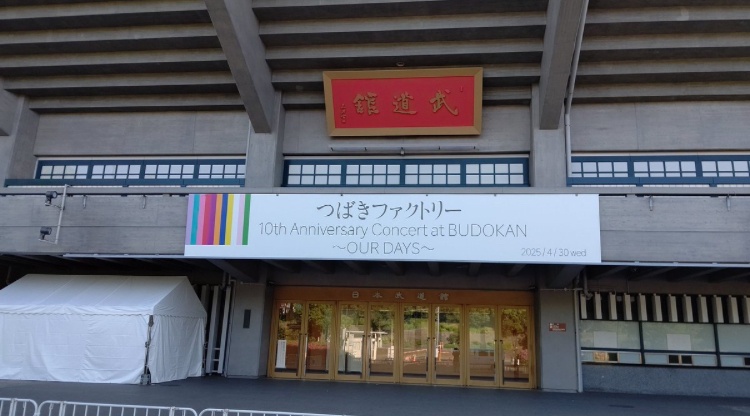 武道館
つばきファクトリー
10th Anniversary Concert at BUDOKAN
～OUR DAYS～
2025 / 4 / 30 wed
日本武道館